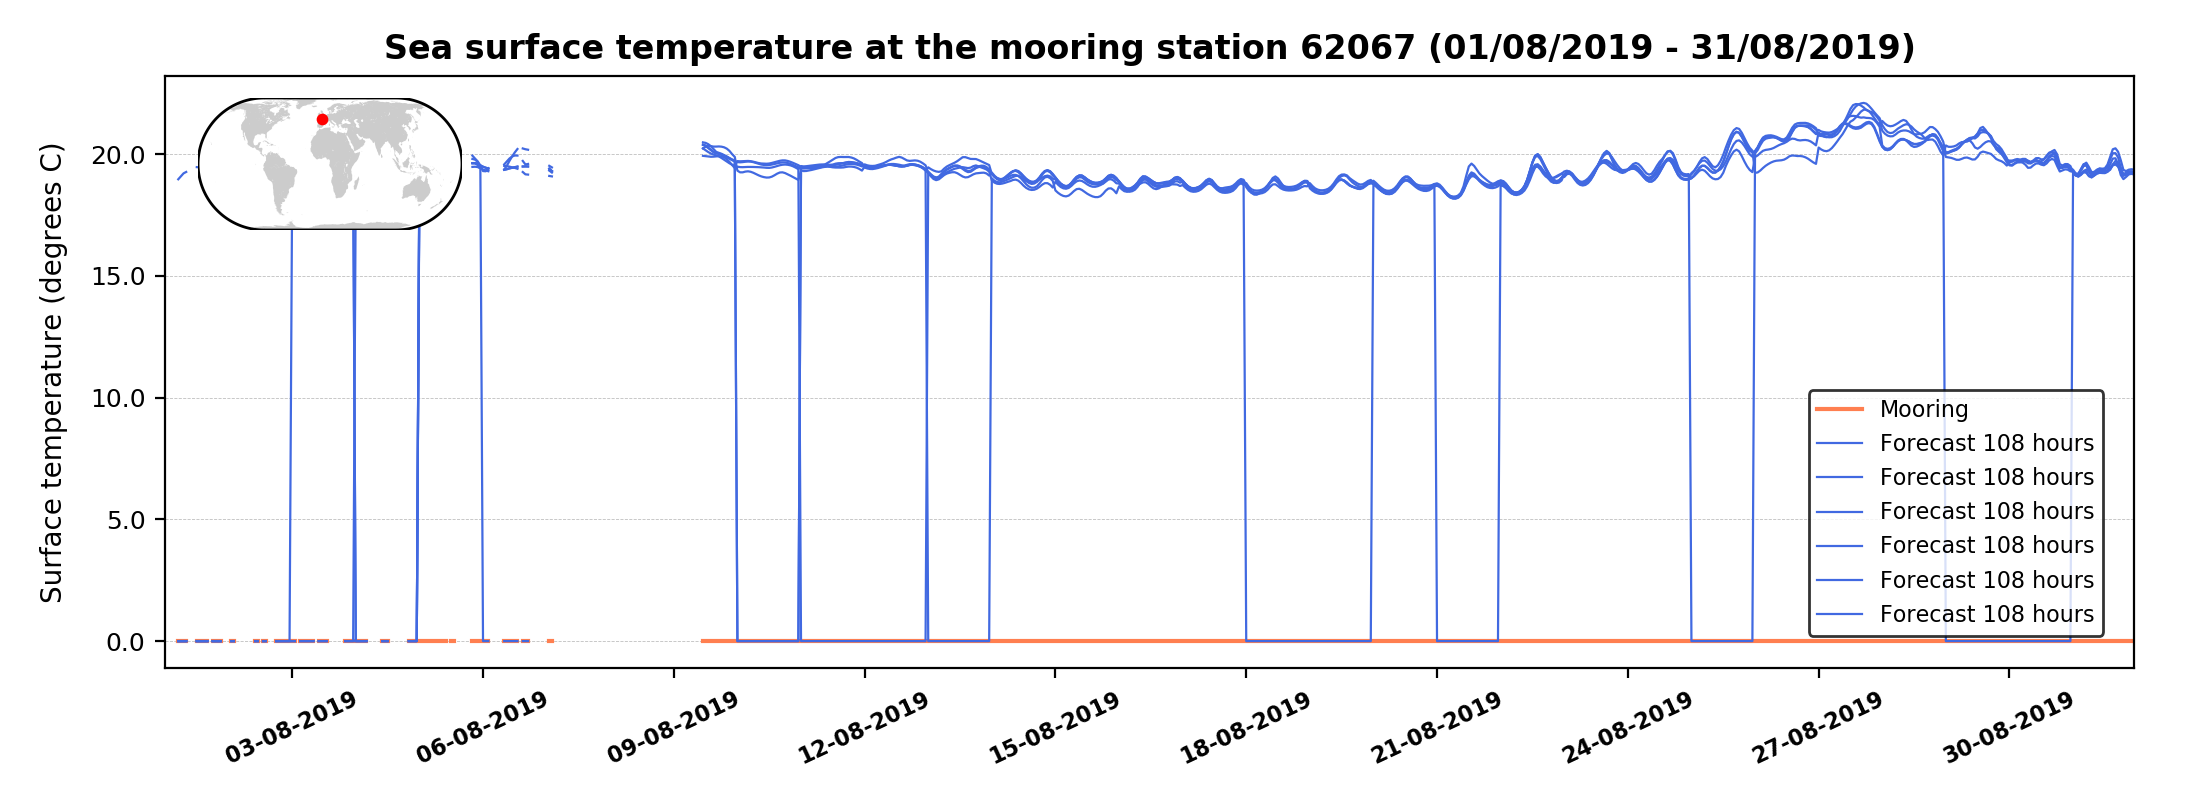 Sea surface temperature at the mooring station 62067 (01/08/2019 - 31/08/2019)
Surface temperature (degrees C)
20.0
15.0
10.0
5.0
0.0
Mooring
Forecast 108 hours
Forecast 108 hours
Forecast 108 hours
Forecast 108 hours
Forecast 108 hours
Forecast 108 hours
03-08-2019
06-08-2019
09-08-2019
12-08-2019
15-08-2019
18-08-2019
21-08-2019
24-08-2019
27-08-2019
30-08-2019